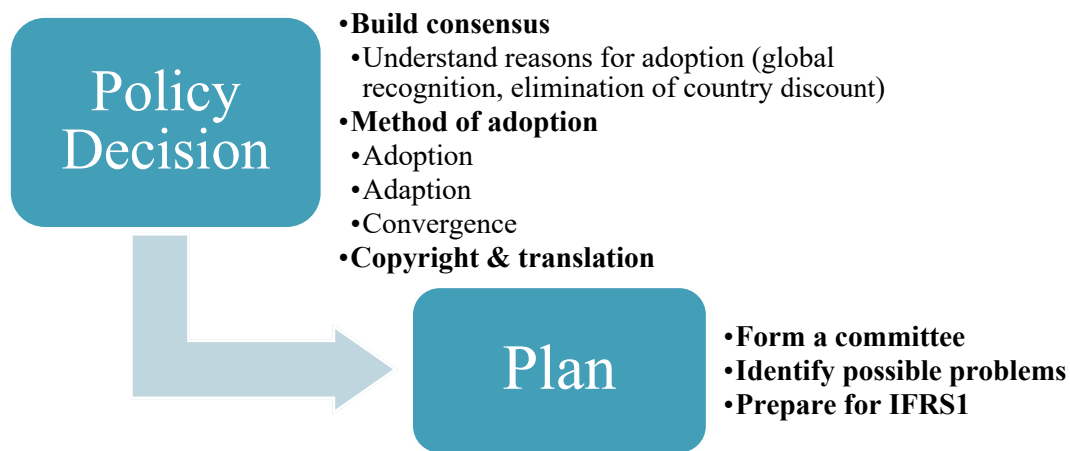 Policy
Decision
•Build consensus
•Understand reasons for adoption (global
recognition, elimination of country discount)
•Method of adoption
•Adoption
•Adaption
•Convergence
•Copyright & translation
Plan
•Form a committee
•Identify possible problems
•Prepare for IFRS1